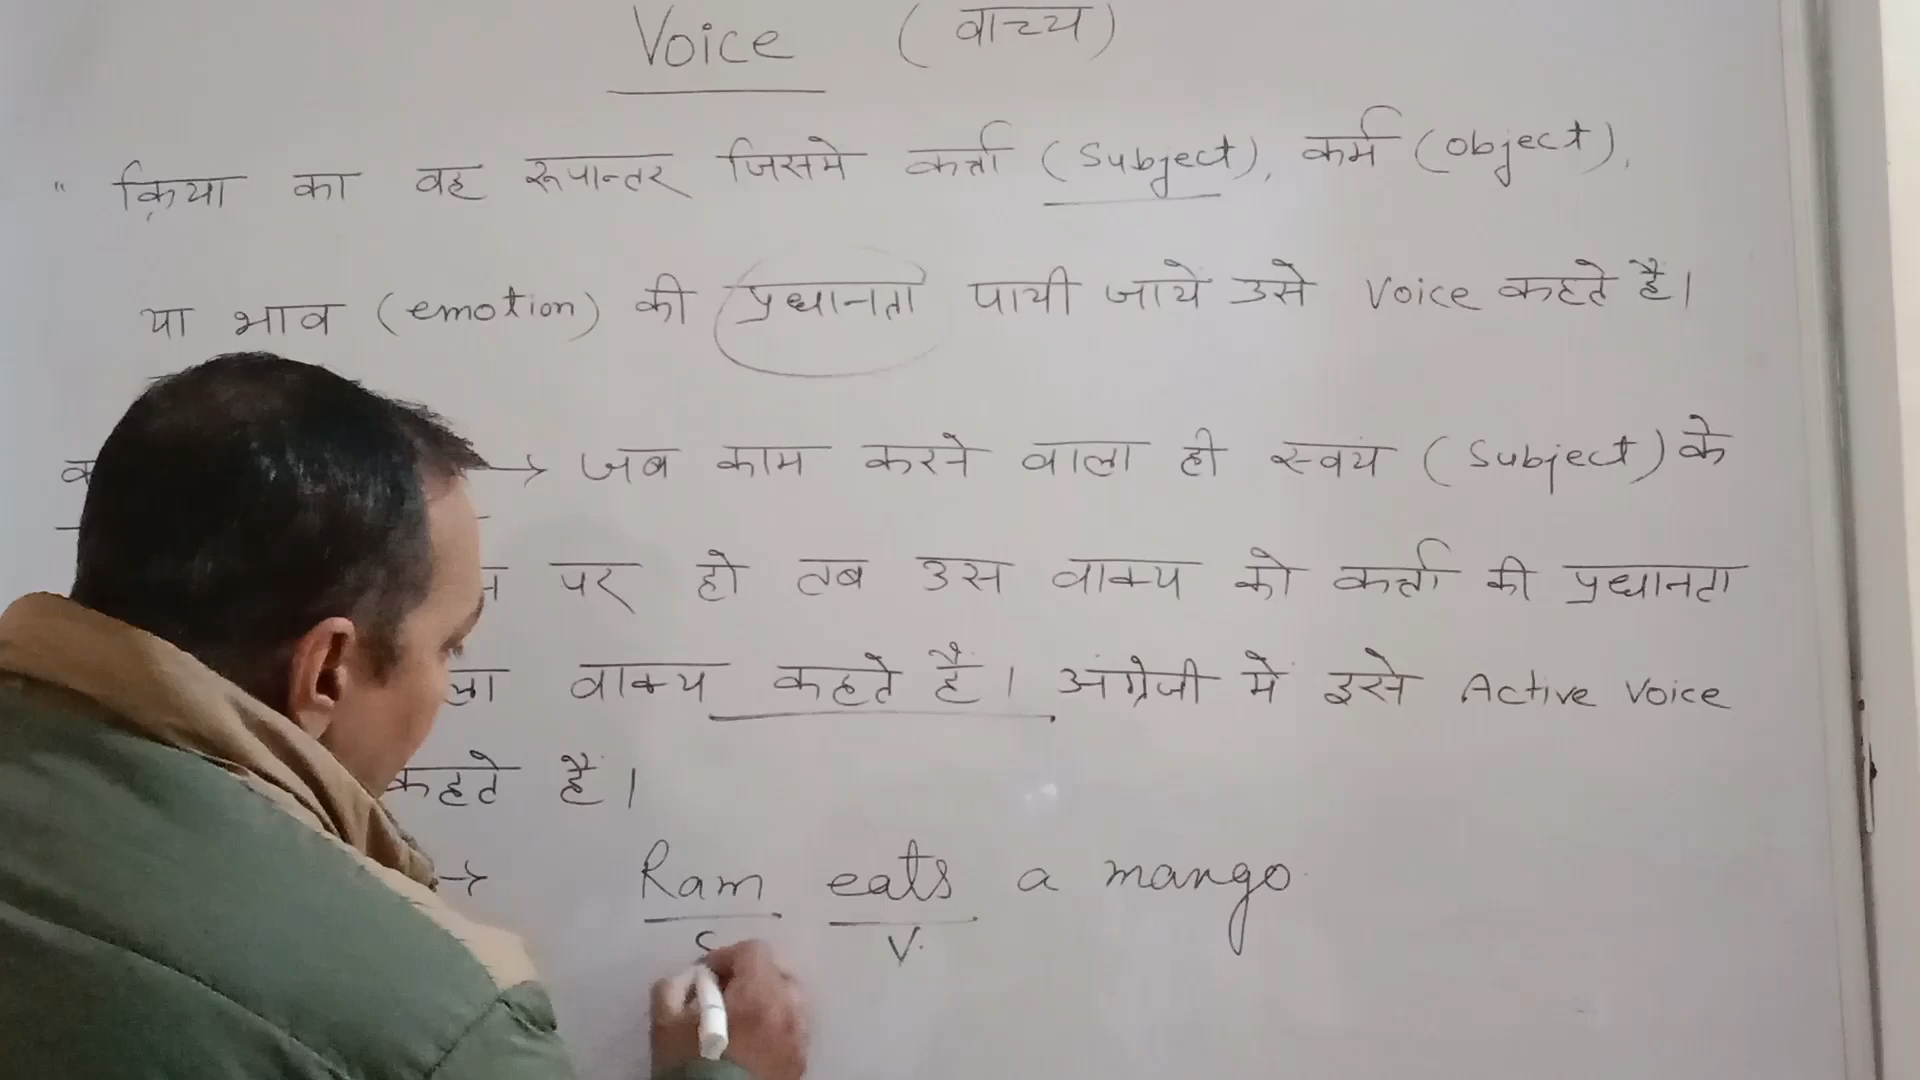 Voice (वाच्य)
" क्रिया का वह रूपान्तर जिसमे कर्त्ता (Subject), कर्म (object),
या भाव (emotion) की प्रधानता पायी जाये उसे Voice कहते है।
→ जब काम करने वाला ही स्वयं (Subject) के
पर हो तब उस वाक्य को कर्त्ता की प्रधानता
वाक्य कहते है। अंग्रेजी मे इसे Active Voice
कहते है।
→ Ram eats a mango.
S V.